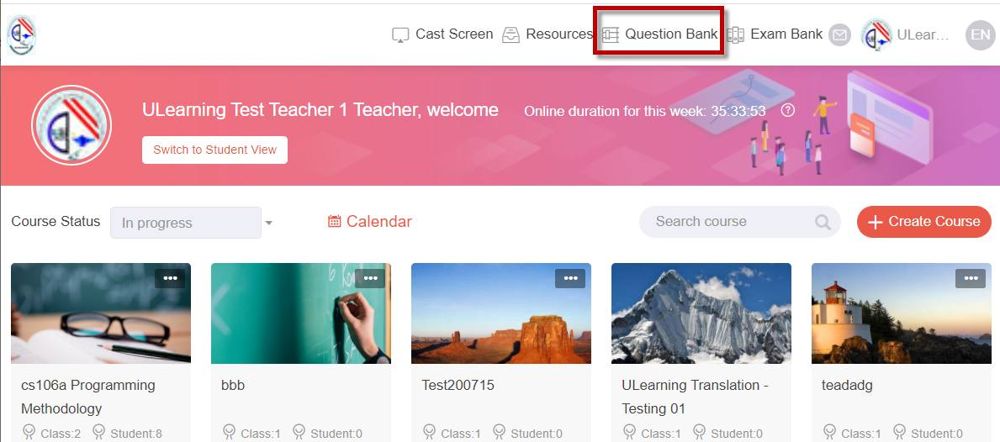 Cast Screen Resources Question Bank Exam Bank ULear... EN
ULearning Test Teacher 1 Teacher, welcome Online duration for this week: 35:33:53 ?
Switch to Student View
Course Status In progress Calendar Search course + Create Course
cs106a Programming Methodology
Class:2 Student:8
bbb
Class:1 Student:0
Test200715
Class:1 Student:0
ULearning Translation - Testing 01
Class:1 Student:0
teadadg
Class:1 Student:0